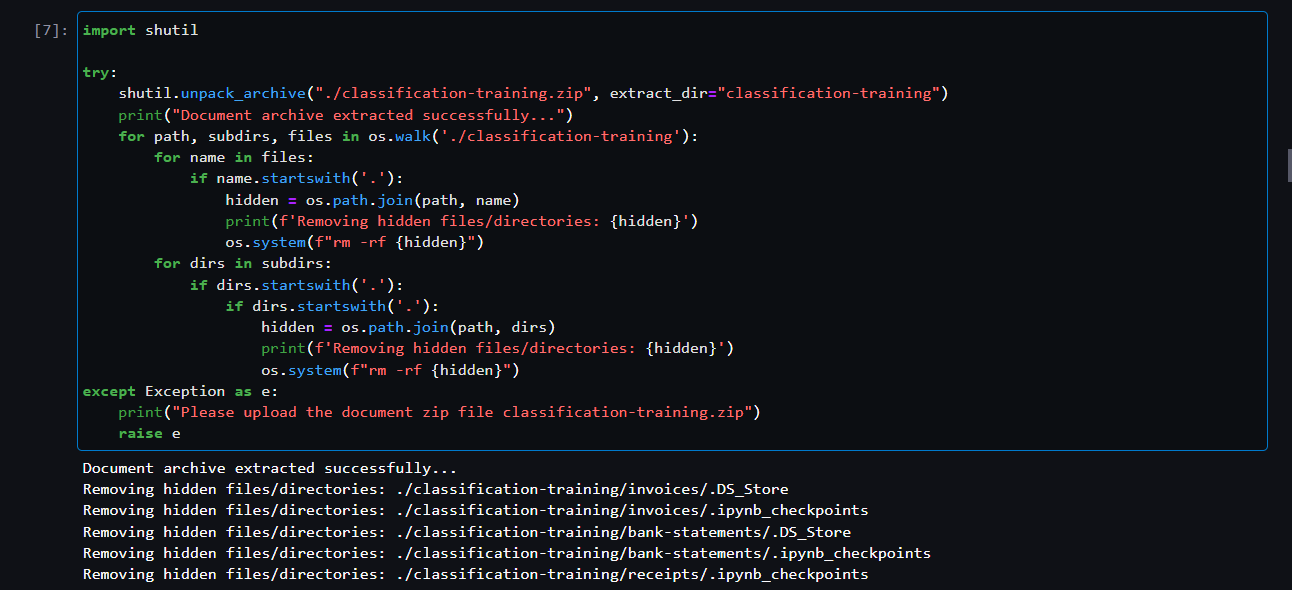 [7]: import shutil
try:
    shutil.unpack_archive("./classification-training.zip", extract_dir="classification-training")
    print("Document archive extracted successfully...")
    for path, subdirs, files in os.walk('./classification-training'):
        for name in files:
            if name.startswith('.'):
                hidden = os.path.join(path, name)
                print(f'Removing hidden files/directories: {hidden}')
                os.system(f"rm -rf {hidden}")
        for dirs in subdirs:
            if dirs.startswith('.'):
                if dirs.startswith('.'):
                    hidden = os.path.join(path, dirs)
                    print(f'Removing hidden files/directories: {hidden}')
                    os.system(f"rm -rf {hidden}")
except Exception as e:
    print("Please upload the document zip file classification-training.zip")
    raise e
Document archive extracted successfully...
Removing hidden files/directories: ./classification-training/invoices/.DS_Store
Removing hidden files/directories: ./classification-training/invoices/.ipynb_checkpoints
Removing hidden files/directories: ./classification-training/bank-statements/.DS_Store
Removing hidden files/directories: ./classification-training/bank-statements/.ipynb_checkpoints
Removing hidden files/directories: ./classification-training/receipts/.ipynb_checkpoints